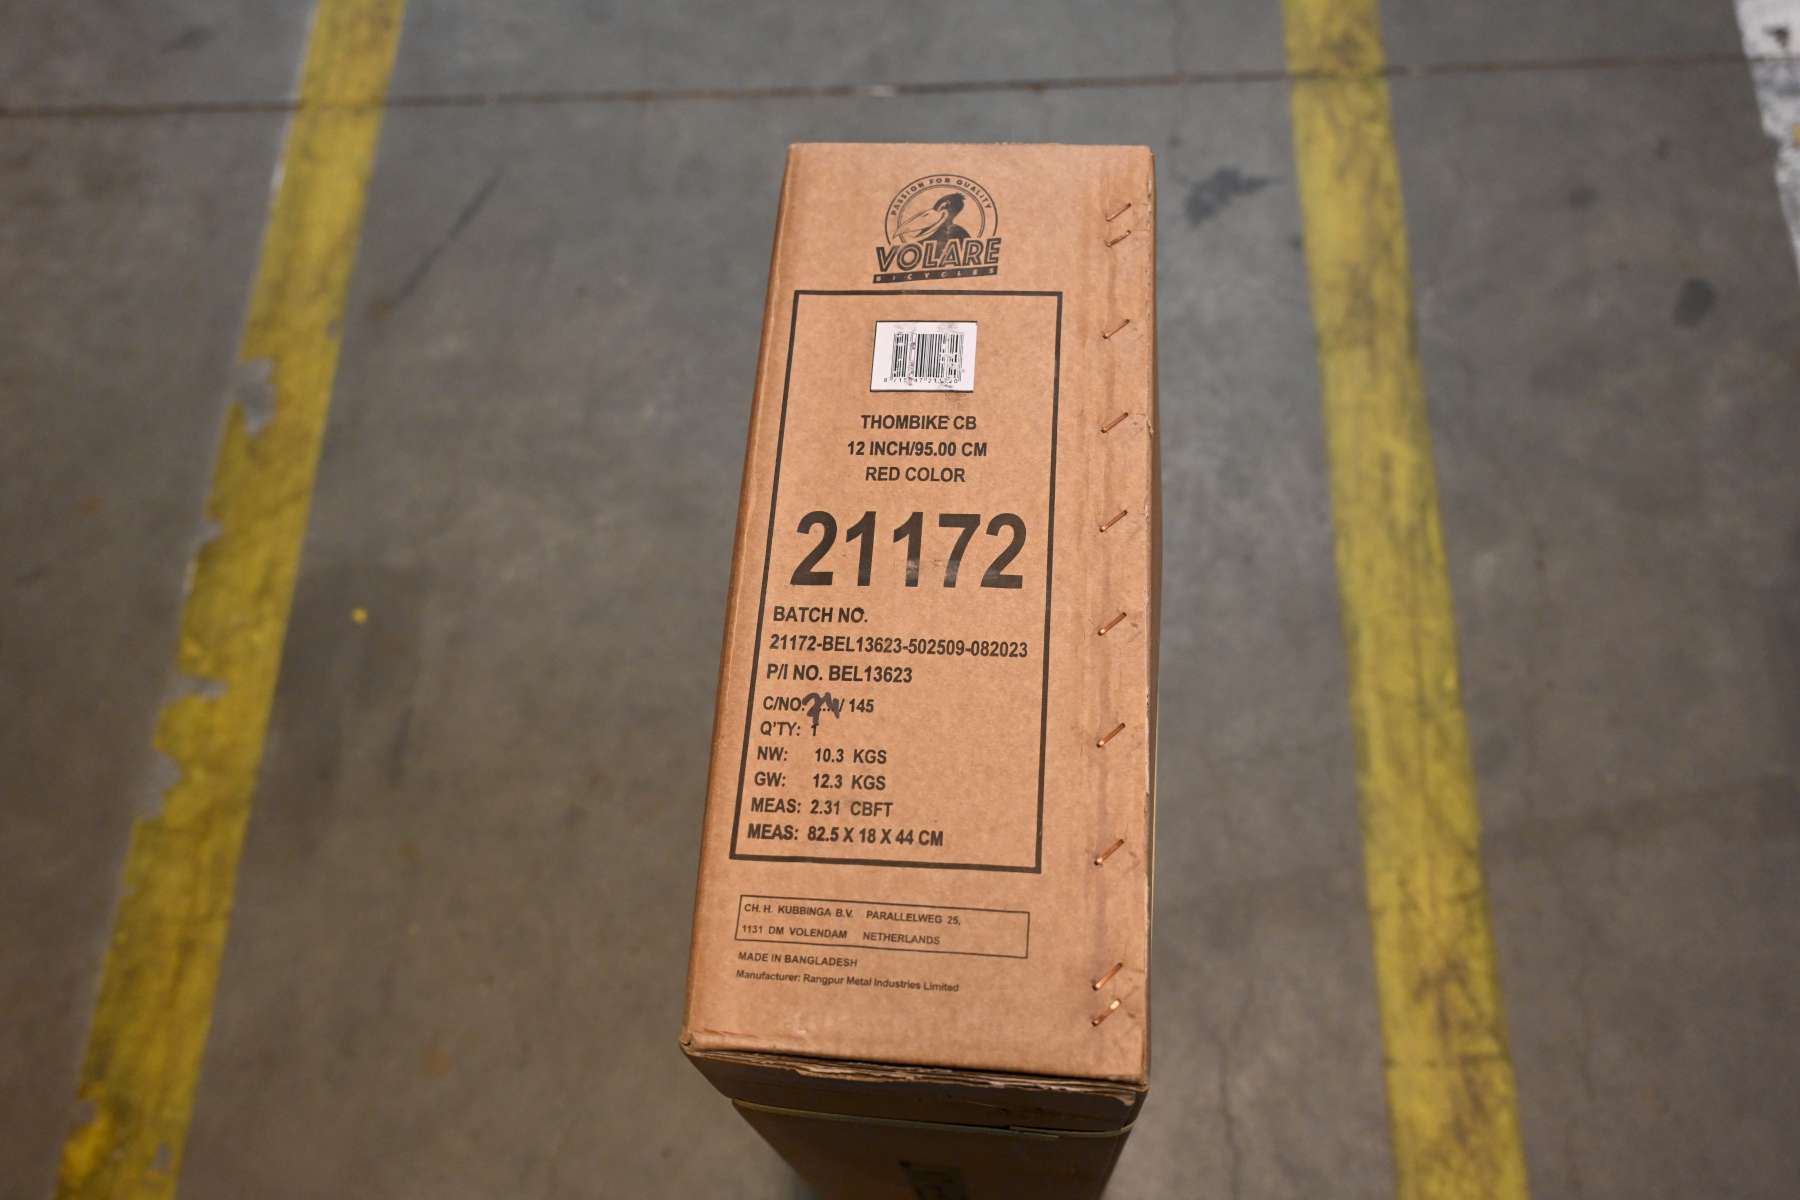 PASSION FOR QUALITY
VOLARE
BICYCLES
THOMBIKE CB
12 INCH/95.00 CM
RED COLOR
21172
BATCH NO.
21172-BEL13623-502509-082023
P/I NO. BEL13623
C/NO: / 145
Q'TY: 1
NW: 10.3 KGS
GW: 12.3 KGS
MEAS: 2.31 CBFT
MEAS: 82.5 X 18 X 44 CM
CH. H. KUBBINGA B.V. PARALLELWEG 25,
1131 DM VOLENDAM NETHERLANDS
MADE IN BANGLADESH
Manufacturer: Rangpur Metal Industries Limited